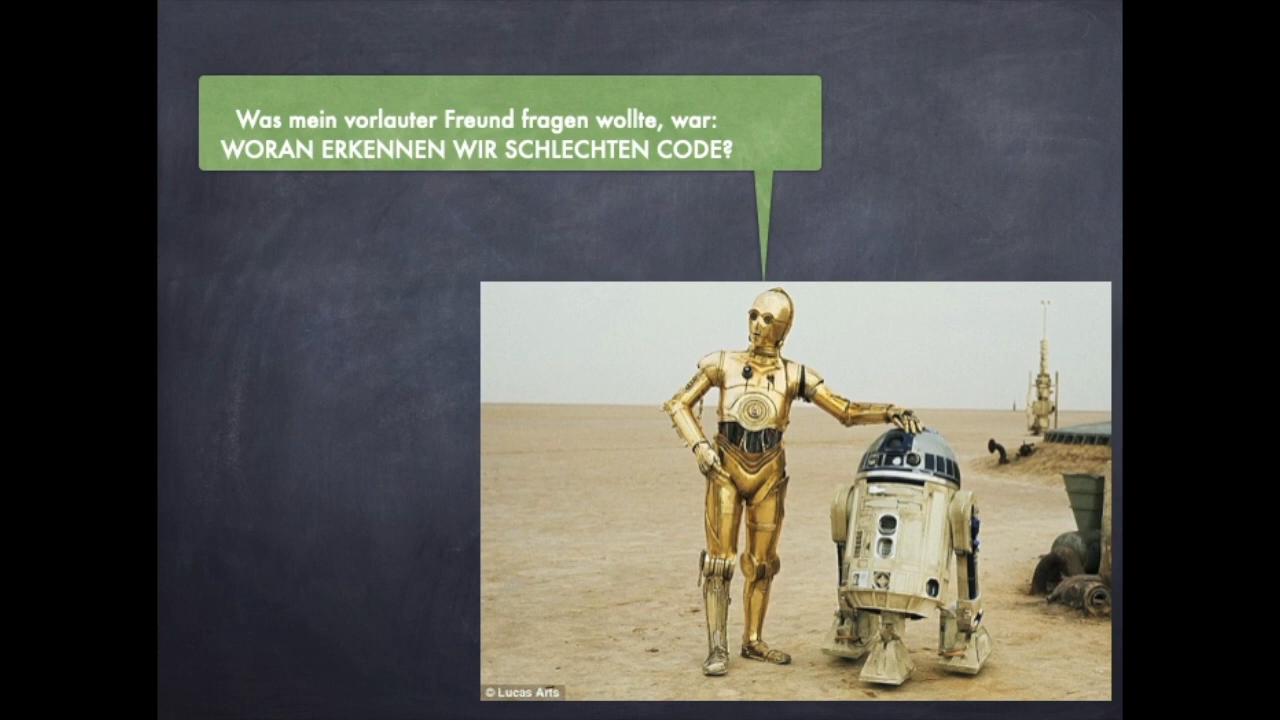 Was mein vorlauter Freund fragen wollte, war:
WORAN ERKENNEN WIR SCHLECHTEN CODE?
© Lucas Arts